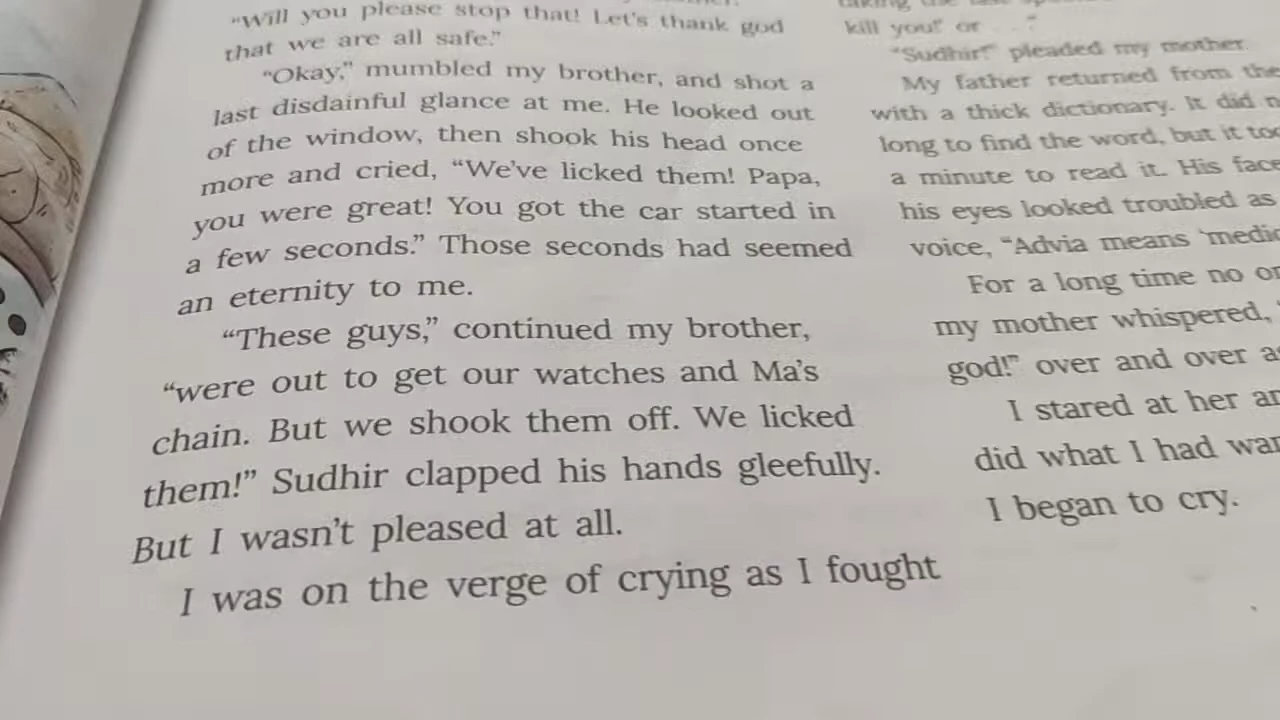 "Will you please stop that! Let's thank god
that we are all safe."
"Okay," mumbled my brother, and shot a
last disdainful glance at me. He looked out
of the window, then shook his head once
more and cried, "We've licked them! Papa,
you were great! You got the car started in
a few seconds." Those seconds had seemed
an eternity to me.
"These guys," continued my brother,
"were out to get our watches and Ma's
chain. But we shook them off. We licked
them!" Sudhir clapped his hands gleefully.
But I wasn't pleased at all.
I was on the verge of crying as I fought
kill you!' or . . ."
"Sudhir!" pleaded my mother.
My father returned from the
with a thick dictionary. It did
long to find the word, but it
a minute to read it. His face
his eyes looked troubled as
voice, "Advia means
For a long time no
my mother whispered,
god!" over and over
I stared at her
did what I had
I began to cry.